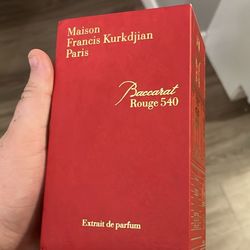 Maison
Francis Kurkdjian
Paris
Baccarat
Rouge 540
Extrait de parfum